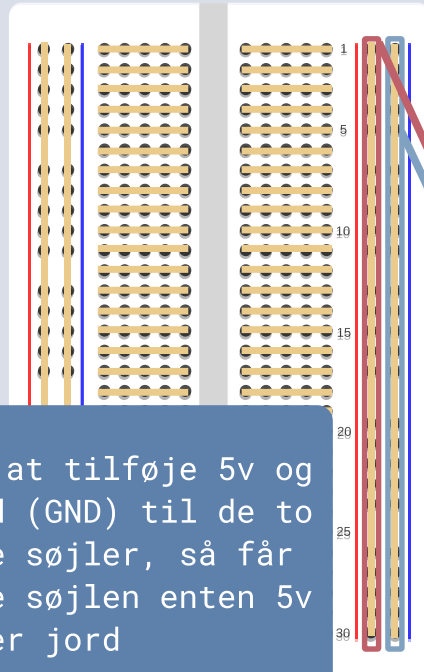 1
5
10
15
20
25
30
at tilføje 5v og
(GND) til de to
søjler, så får
søjlen enten 5v
jord